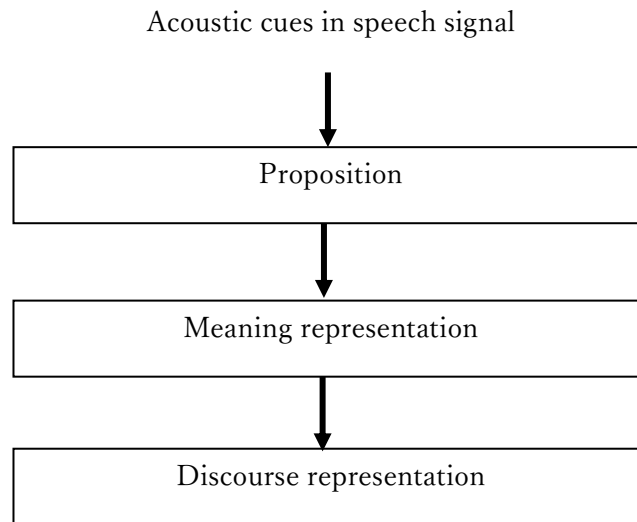 Acoustic cues in speech signal
Proposition
Meaning representation
Discourse representation